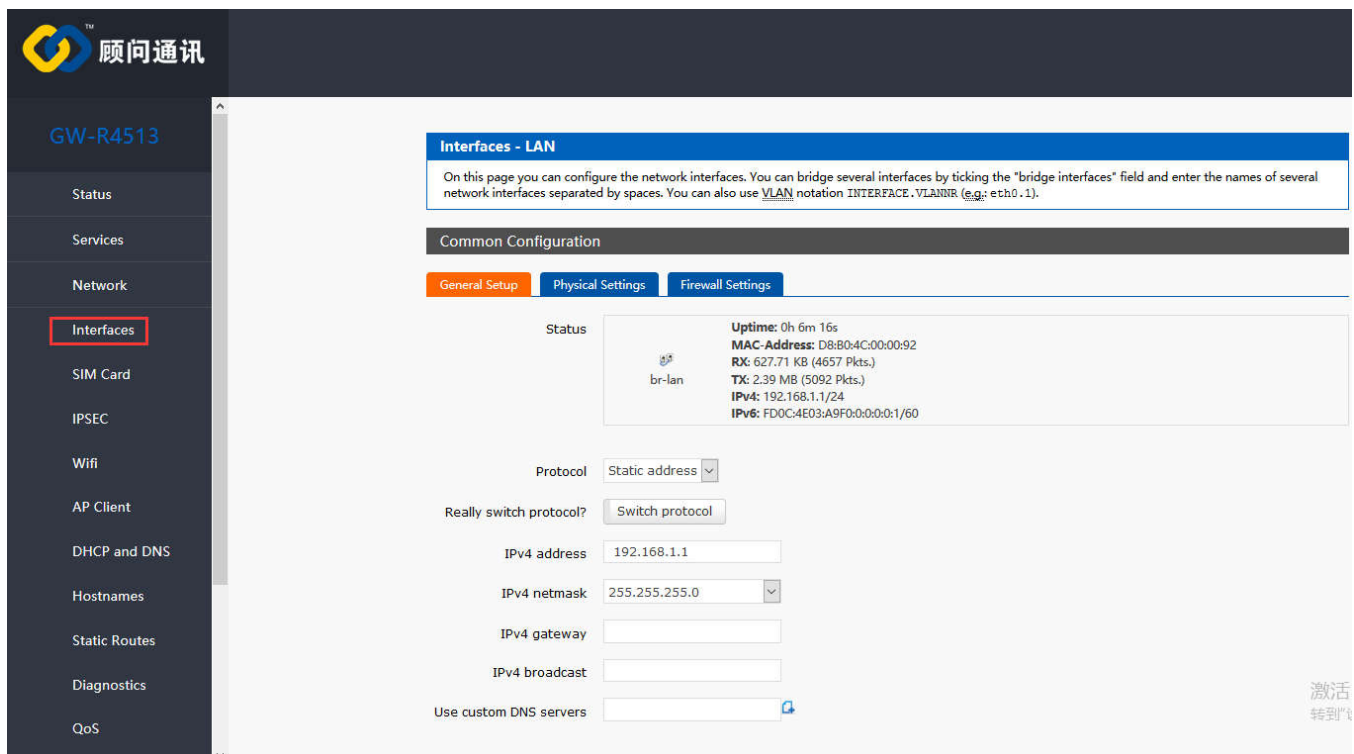 TM
顾问通讯
GW-R4513
Status
Services
Network
Interfaces
SIM Card
IPSEC
Wifi
AP Client
DHCP and DNS
Hostnames
Static Routes
Diagnostics
QoS
Interfaces - LAN
On this page you can configure the network interfaces. You can bridge several interfaces by ticking the "bridge interfaces" field and enter the names of several
network interfaces separated by spaces. You can also use VLAN notation INTERFACE.VLANNR (e.g.: eth0.1).
Common Configuration
General Setup Physical Settings Firewall Settings
Status
br-lan
Uptime: 0h 6m 16s
MAC-Address: D8:B0:4C:00:00:92
RX: 627.71 KB (4657 Pkts.)
TX: 2.39 MB (5092 Pkts.)
IPv4: 192.168.1.1/24
IPv6: FD0C:4E03:A9F0:0:0:0:0:1/60
Protocol Static address
Really switch protocol? Switch protocol
IPv4 address 192.168.1.1
IPv4 netmask 255.255.255.0
IPv4 gateway
IPv4 broadcast
Use custom DNS servers
激活
转到"